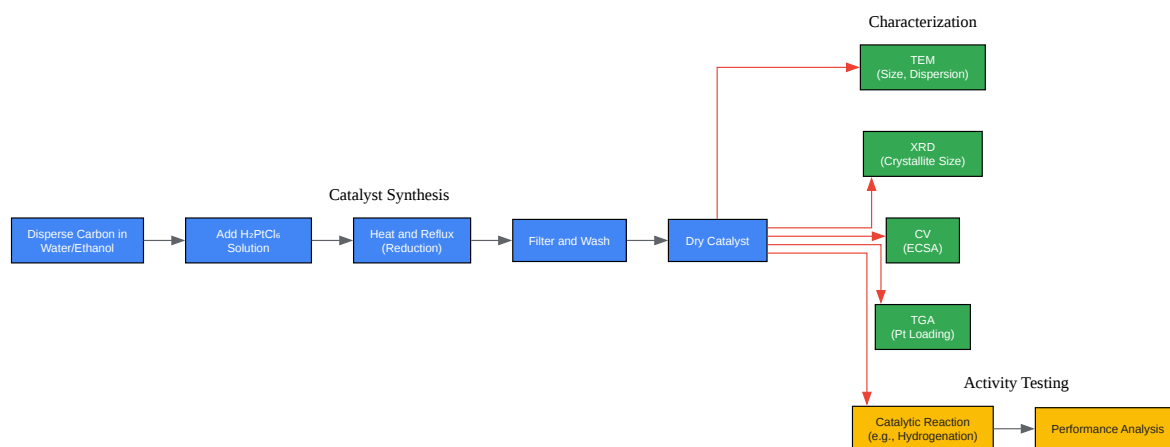 Characterization
TEM
(Size, Dispersion)
XRD
(Crystallite Size)
Catalyst Synthesis
Disperse Carbon in
Water/Ethanol
Add H₂PtCl₆
Solution
Heat and Reflux
(Reduction)
Filter and Wash
Dry Catalyst
CV
(ECSA)
TGA
(Pt Loading)
Activity Testing
Catalytic Reaction
(e.g., Hydrogenation)
Performance Analysis